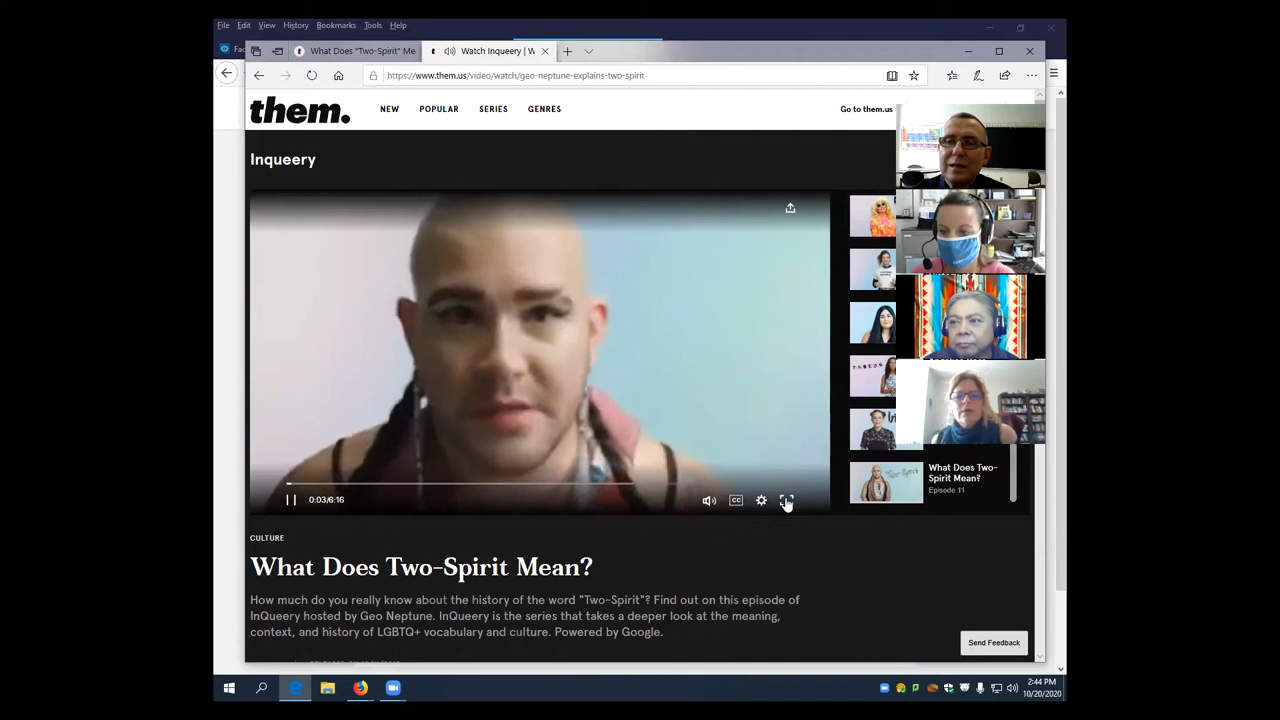 File Edit View History Bookmarks Tools Help
What Does "Two-Spirit" Me
Watch Inqueery | W
https://www.them.us/video/watch/geo-neptune-explains-two-spirit
them.
NEW POPULAR SERIES GENRES
Go to them.us
Inqueery
0:03/6:16
CC
What Does Two-
Spirit Mean?
Episode 11
CULTURE
What Does Two-Spirit Mean?
How much do you really know about the history of the word "Two-Spirit"? Find out on this episode of
InQueery hosted by Geo Neptune. InQueery is the series that takes a deeper look at the meaning,
context, and history of LGBTQ+ vocabulary and culture. Powered by Google.
Send Feedback
2:44 PM
10/20/2020